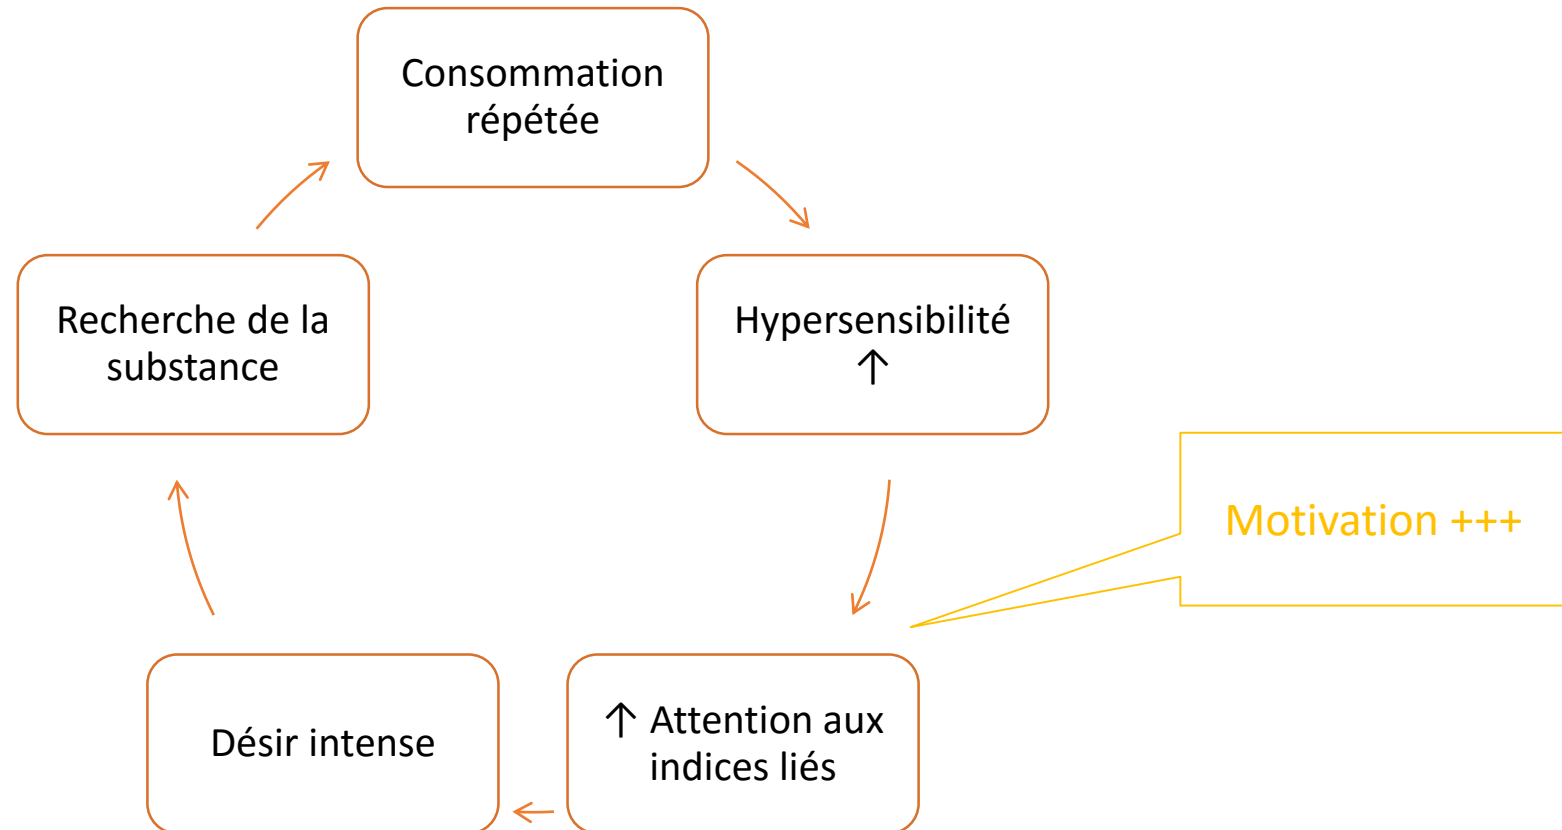 Consommation
répétée
Hypersensibilité
↑
Motivation +++
↑ Attention aux
indices liés
Désir intense
Recherche de la
substance